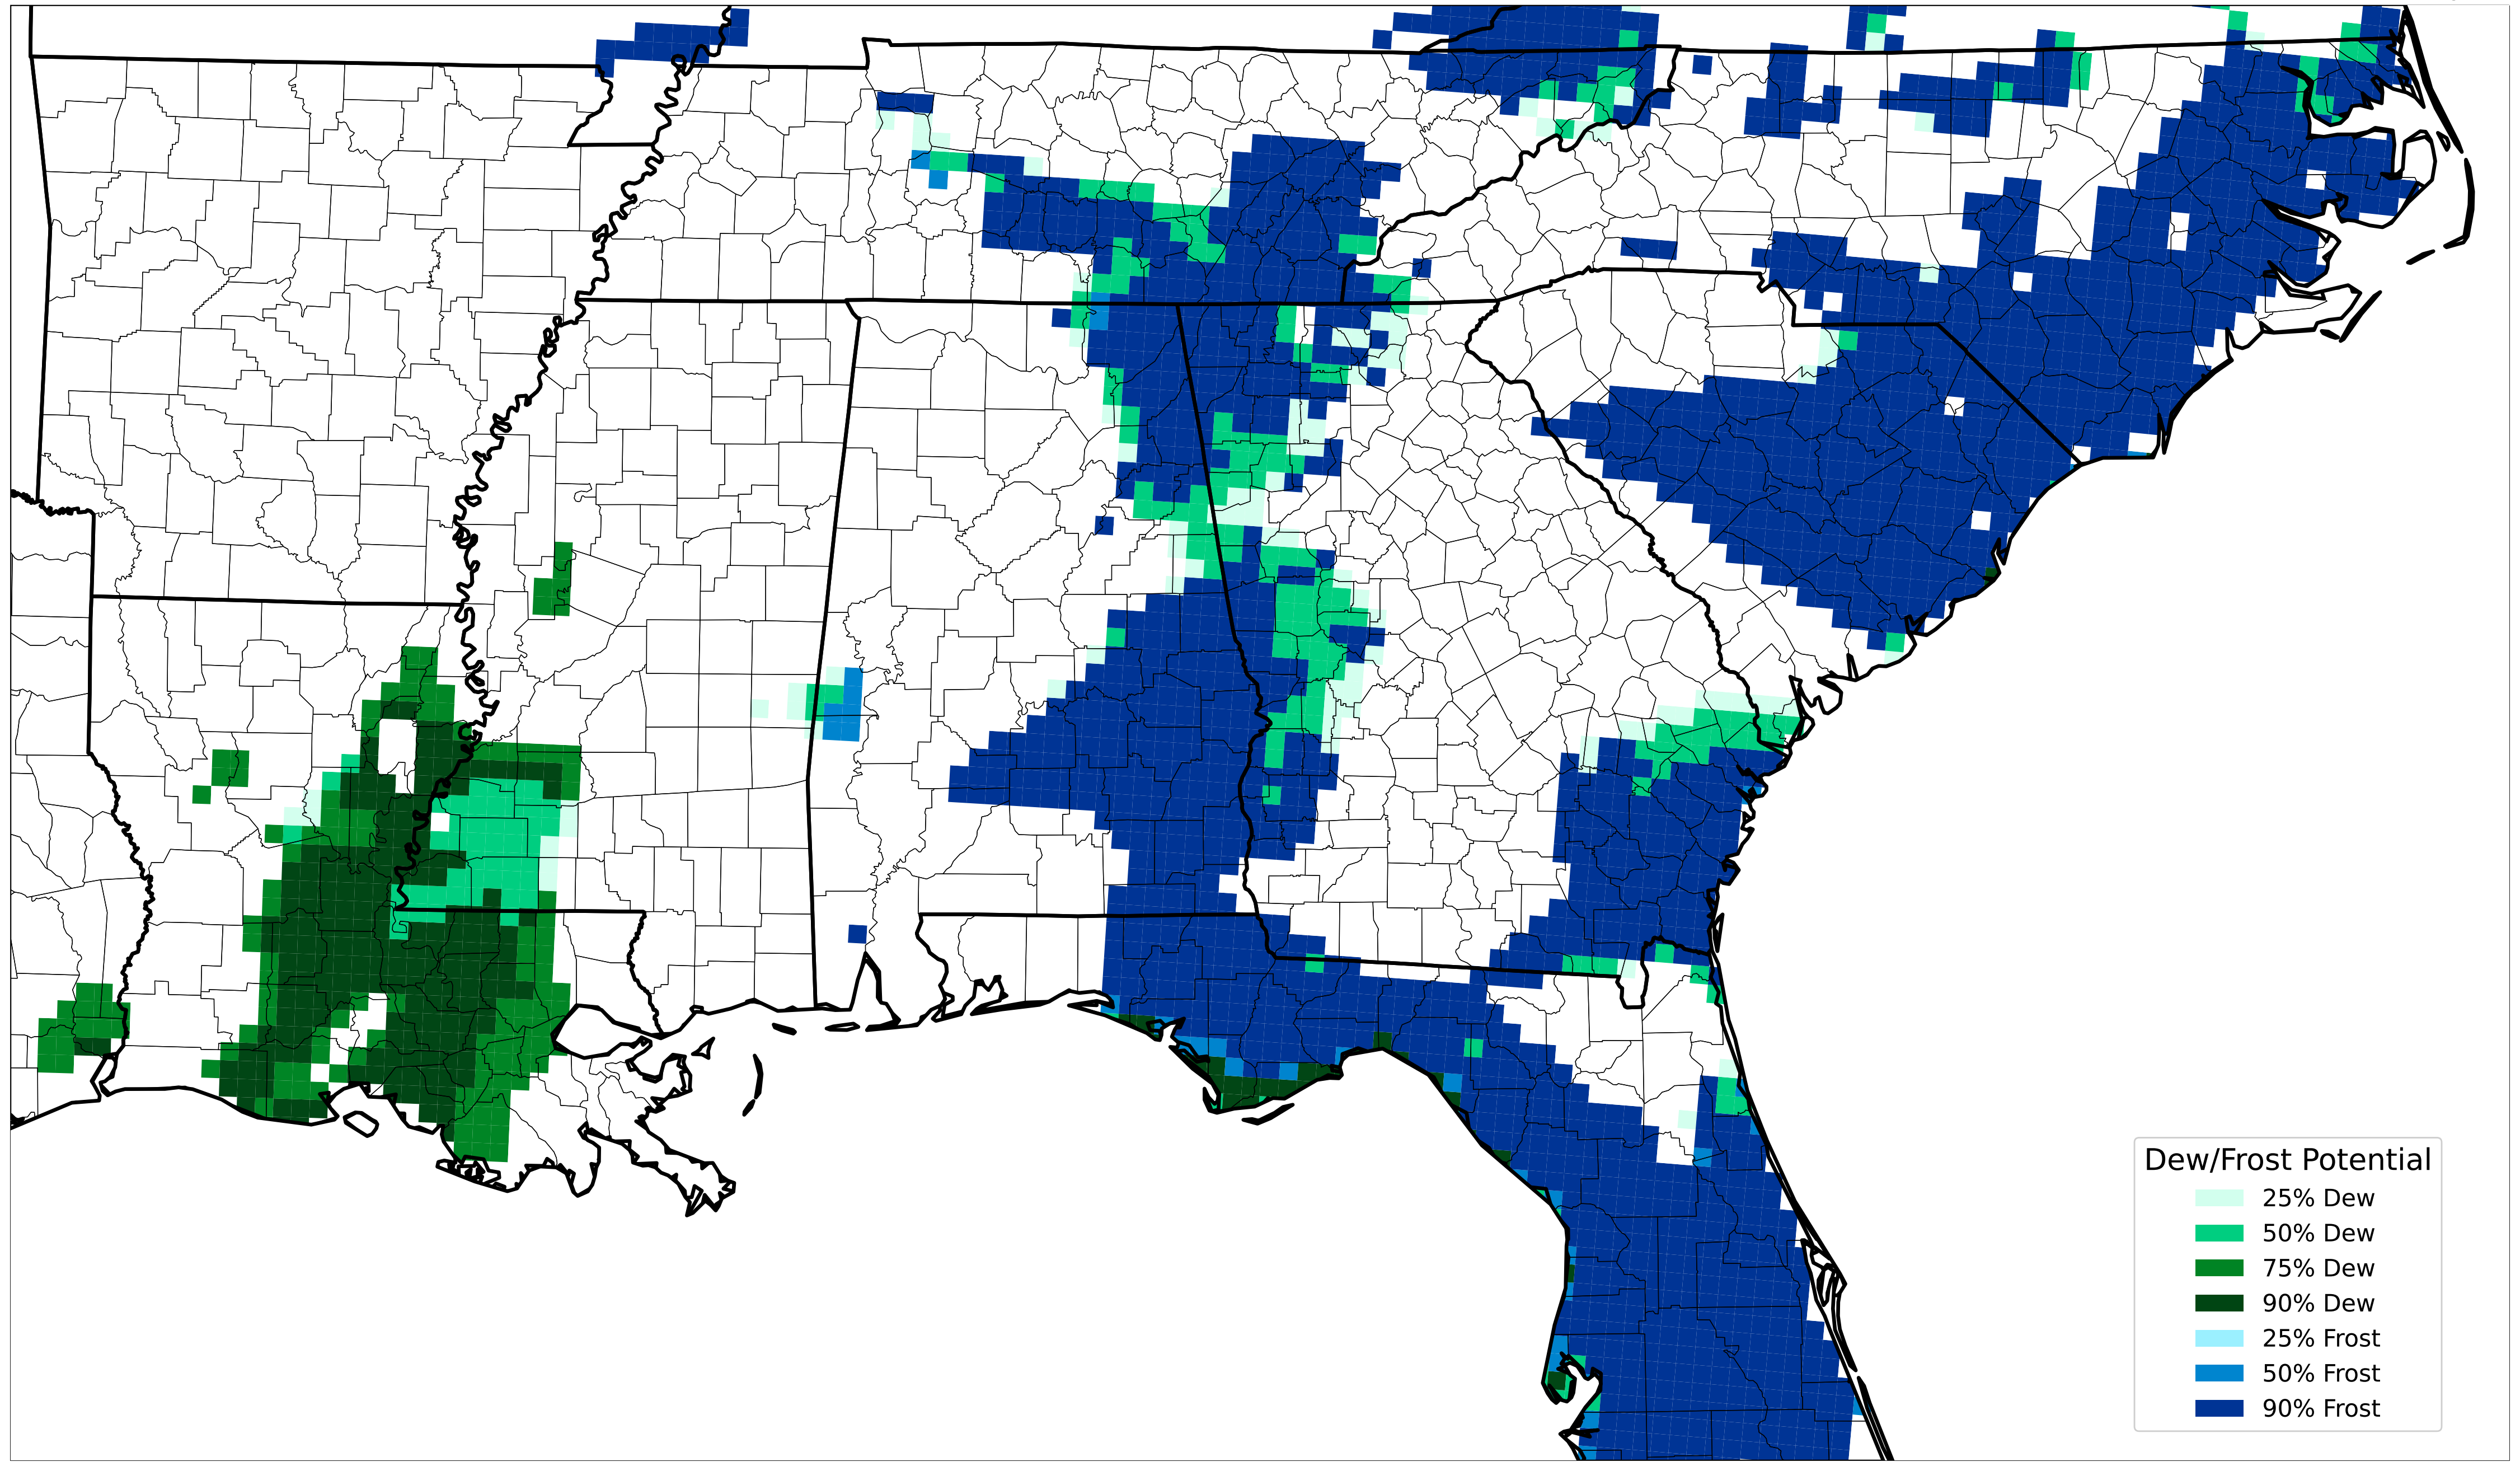 Dew/Frost Potential
25% Dew
50% Dew
75% Dew
90% Dew
25% Frost
50% Frost
90% Frost